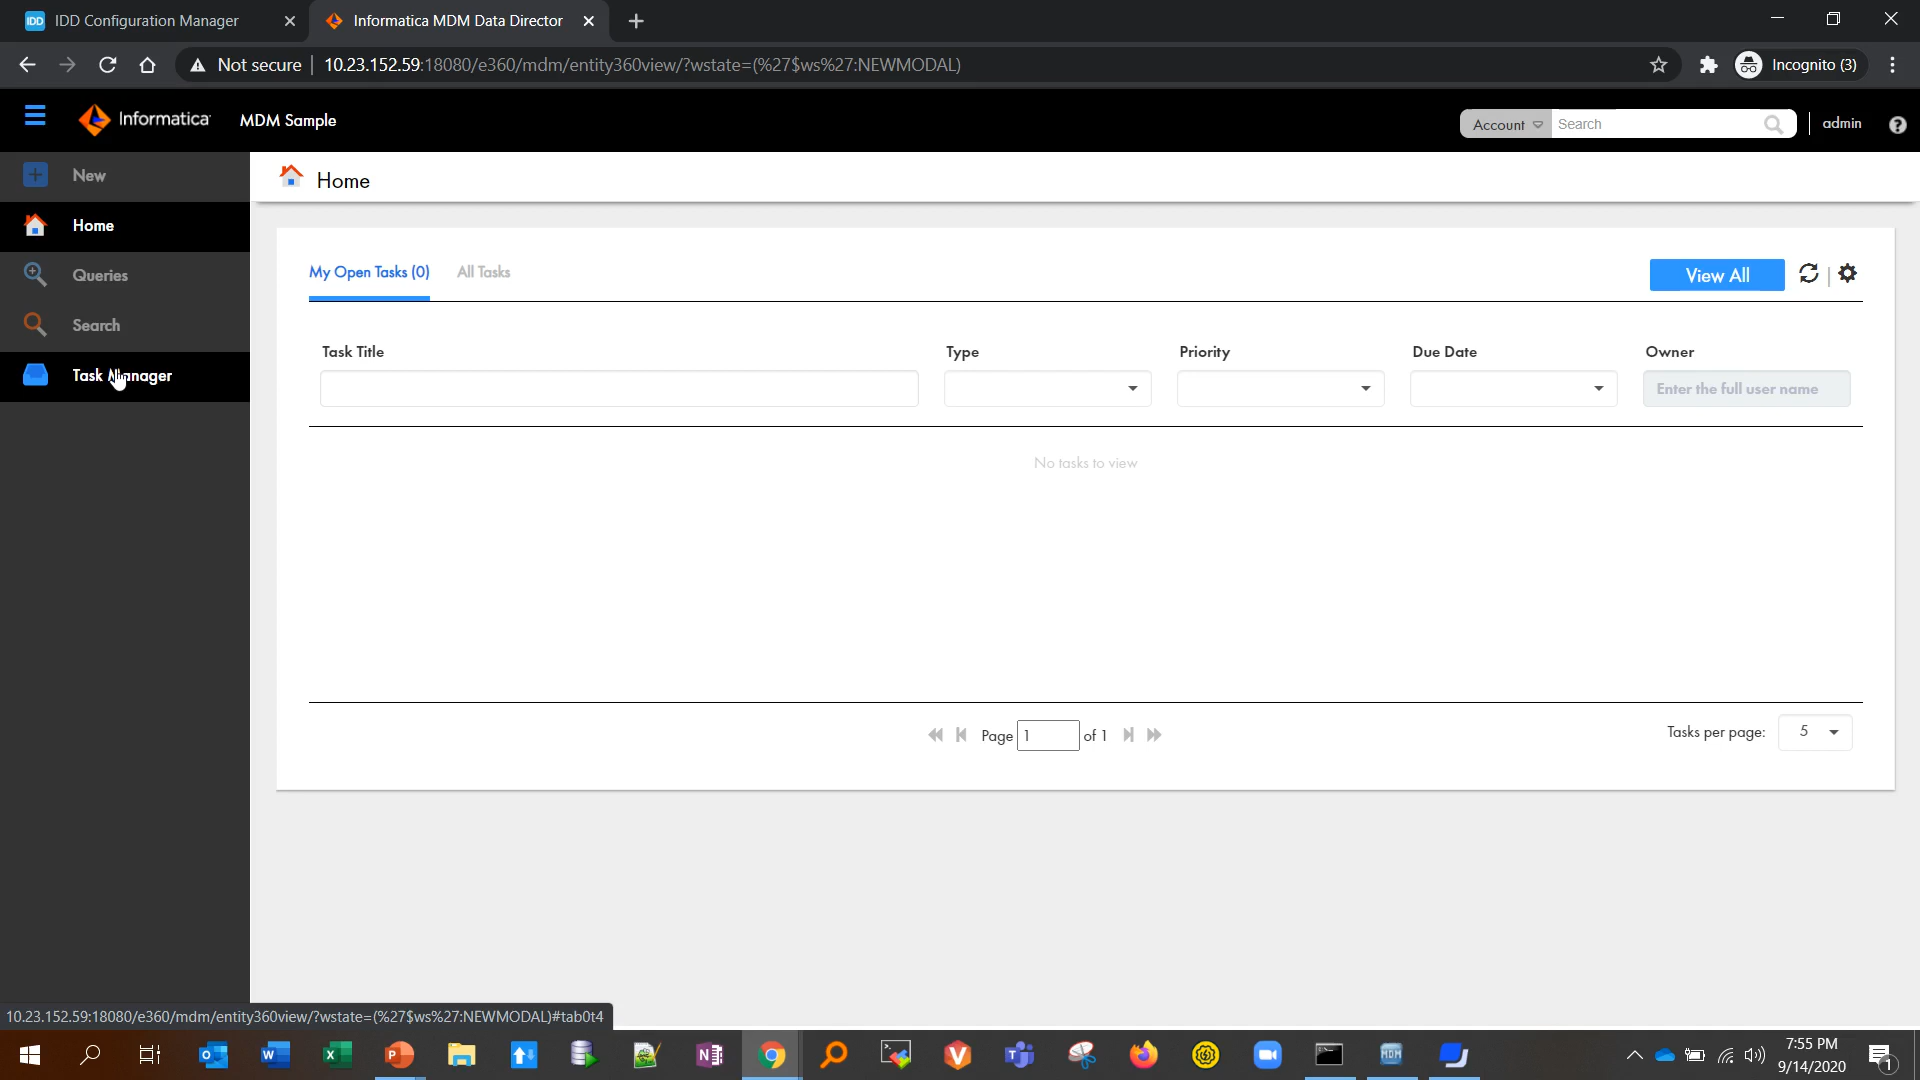 IDD IDD Configuration Manager
Informatica MDM Data Director
Not secure 10.23.152.59:18080/e360/mdm/entity360view/?wstate=(%27$ws%27:NEWMODAL)
Incognito (3)
Informatica
MDM Sample
Account
Search
admin
?
New
Home
Queries
Search
Task Manager
Home
My Open Tasks (0)
All Tasks
View All
Task Title
Type
Priority
Due Date
Owner
Enter the full user name
No tasks to view
Page 1 of 1
Tasks per page: 5
10.23.152.59:18080/e360/mdm/entity360view/?wstate=(%27$ws%27:NEWMODAL)#tab0t4
7:55 PM
9/14/2020
1